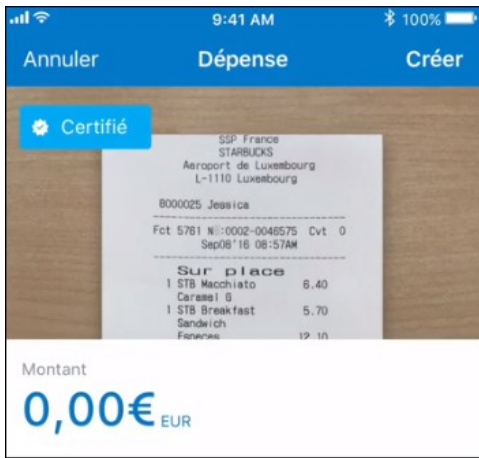 9:41 AM 100%
Annuler Dépense Créer
Certifié
SSP France
STARBUCKS
Aeroport de Luxembourg
L-1110 Luxembourg
B000025 Jessica
Fct 5761 N :0002-0046575 Cvt 0
Sep08'16 08:57AM
Sur place
1 STB Macchiato 6.40
Caramel G
1 STB Breakfast 5.70
Sandwich
Especes 12.10
Montant
0,00€ EUR